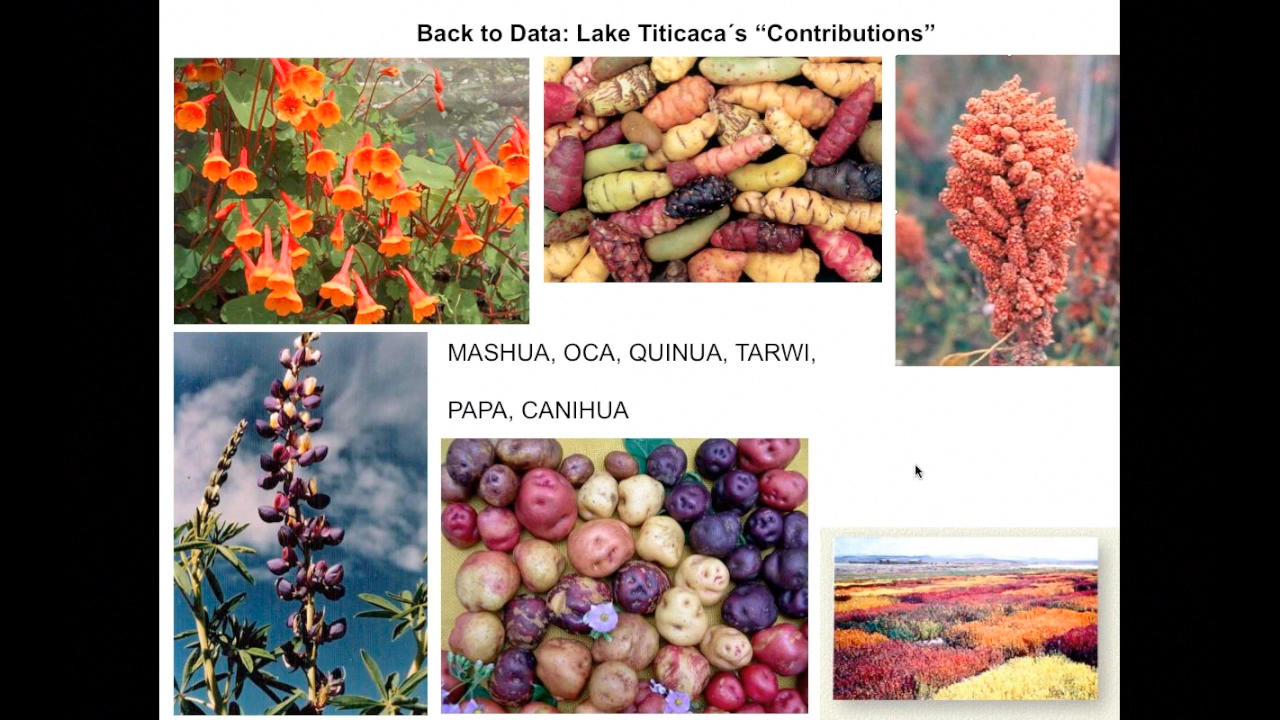 Back to Data: Lake Titicaca´s “Contributions”
MASHUA, OCA, QUINUA, TARWI,
PAPA, CANIHUA